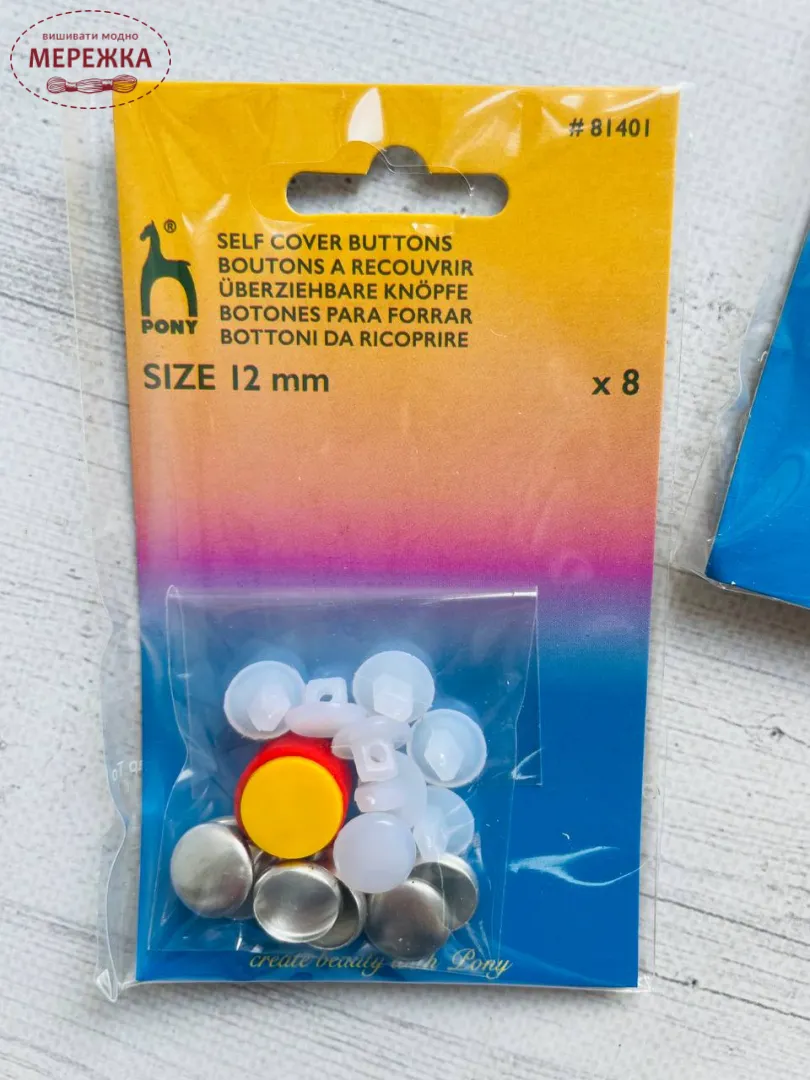 вишивати модно
МЕРЕЖКА
# 81401
®
PONY
SELF COVER BUTTONS
BOUTONS A RECOUVRIR
ÜBERZIEHBARE KNÖPFE
BOTONES PARA FORRAR
BOTTONI DA RICOPRIRE
SIZE 12 mm
x 8
create beauty with Pony